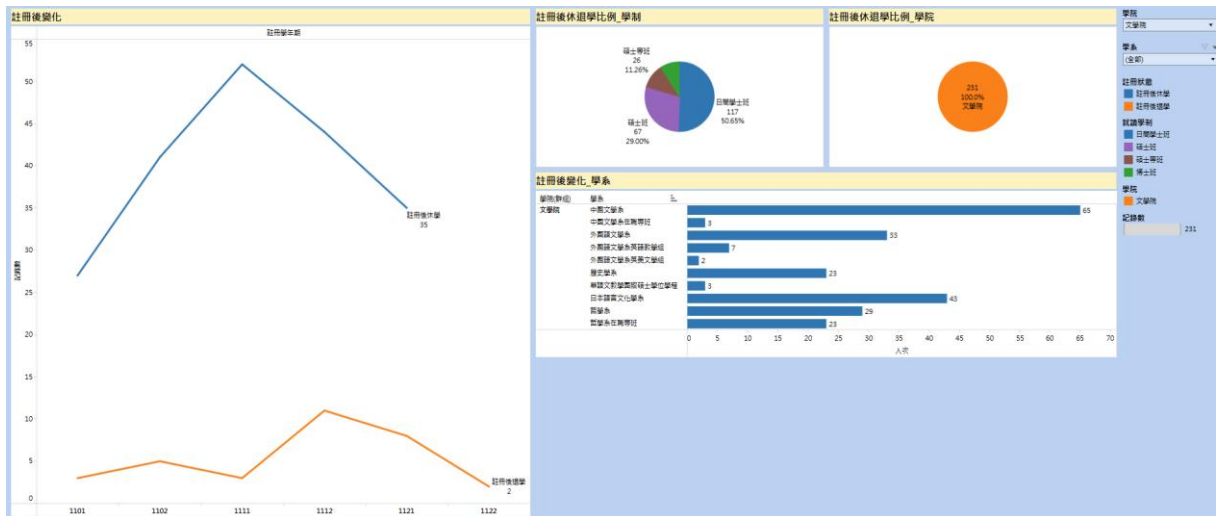 註冊後變化
註冊學年期
記錄數
55
50
45
40
35
30
25
20
15
10
5
0
註冊後休學
35
註冊後退學
2
1101 1102 1111 1112 1121 1122
註冊後休退學比例_學制
碩士專班
26
11.26%
碩士班
67
29.00%
日間學士班
117
50.65%
註冊後休退學比例_學院
231
100.0%
文學院
註冊後變化_學系
學院(群組) 學系
文學院 中國文學系 65
中國文學系在職專班 3
外國語文學系 33
外國語文學系英語教學組 7
外國語文學系英美文學組 2
歷史學系 23
華語文教學國際碩士學位學程 3
日本語言文化學系 43
哲學系 29
哲學系在職專班 23
0 5 10 15 20 25 30 35 40 45 50 55 60 65 70
人次
學院
文學院
學系
(全部)
註冊狀態
註冊後休學
註冊後退學
就讀學制
日間學士班
碩士班
碩士專班
博士班
學院
文學院
記錄數
231